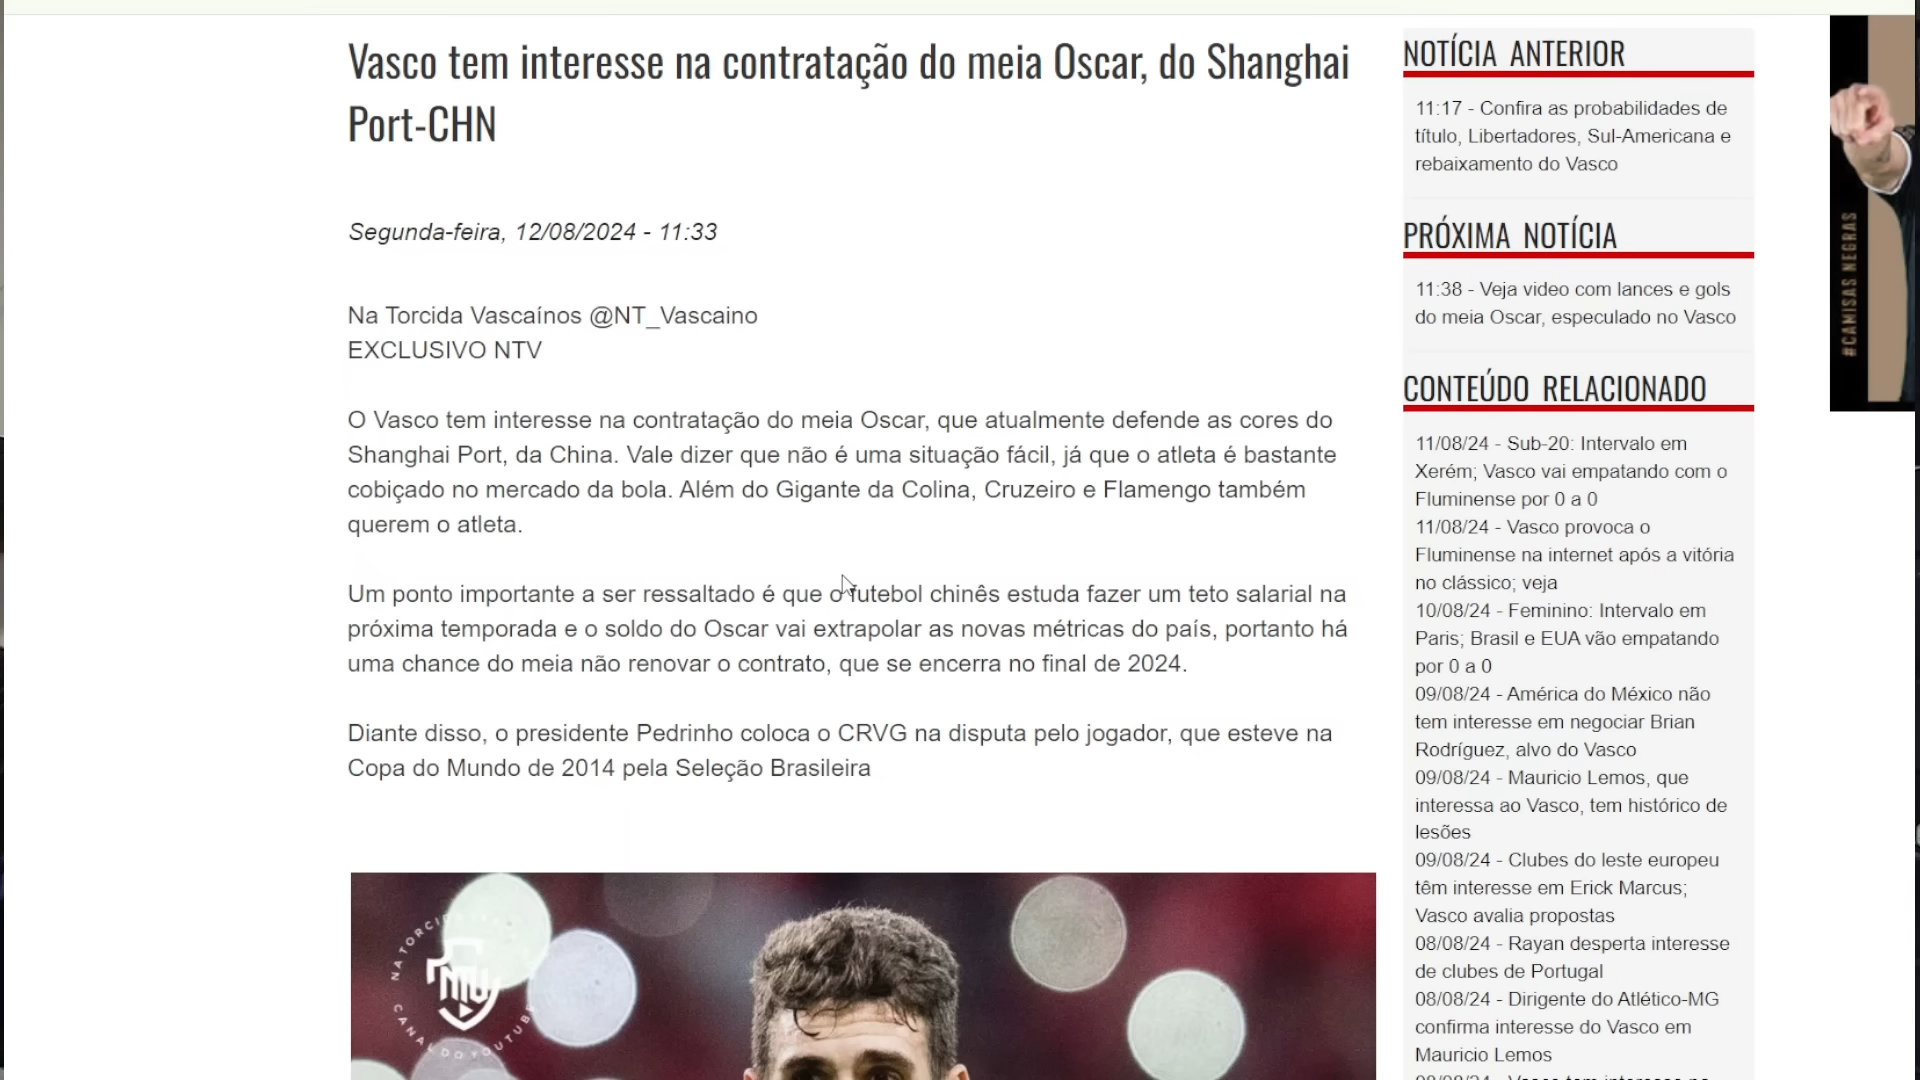 Vasco tem interesse na contratação do meia Oscar, do Shanghai
Port-CHN
Segunda-feira, 12/08/2024 - 11:33
Na Torcida Vascaínos @NT_Vascaino
EXCLUSIVO NTV
O Vasco tem interesse na contratação do meia Oscar, que atualmente defende as cores do
Shanghai Port, da China. Vale dizer que não é uma situação fácil, já que o atleta é bastante
cobiçado no mercado da bola. Além do Gigante da Colina, Cruzeiro e Flamengo também
querem o atleta.
Um ponto importante a ser ressaltado é que o futebol chinês estuda fazer um teto salarial na
próxima temporada e o soldo do Oscar vai extrapolar as novas métricas do país, portanto há
uma chance do meia não renovar o contrato, que se encerra no final de 2024.
Diante disso, o presidente Pedrinho coloca o CRVG na disputa pelo jogador, que esteve na
Copa do Mundo de 2014 pela Seleção Brasileira
NA TORCIDA
NTV
CANAL DO YOUTUBE
NOTÍCIA ANTERIOR
11:17 - Confira as probabilidades de
título, Libertadores, Sul-Americana e
rebaixamento do Vasco
PRÓXIMA NOTÍCIA
11:38 - Veja video com lances e gols
do meia Oscar, especulado no Vasco
CONTEÚDO RELACIONADO
11/08/24 - Sub-20: Intervalo em
Xerém; Vasco vai empatando com o
Fluminense por 0 a 0
11/08/24 - Vasco provoca o
Fluminense na internet após a vitória
no clássico; veja
10/08/24 - Feminino: Intervalo em
Paris; Brasil e EUA vão empatando
por 0 a 0
09/08/24 - América do México não
tem interesse em negociar Brian
Rodríguez, alvo do Vasco
09/08/24 - Mauricio Lemos, que
interessa ao Vasco, tem histórico de
lesões
09/08/24 - Clubes do leste europeu
têm interesse em Erick Marcus;
Vasco avalia propostas
08/08/24 - Rayan desperta interesse
de clubes de Portugal
08/08/24 - Dirigente do Atlético-MG
confirma interesse do Vasco em
Mauricio Lemos
#CAMISAS NEGRAS